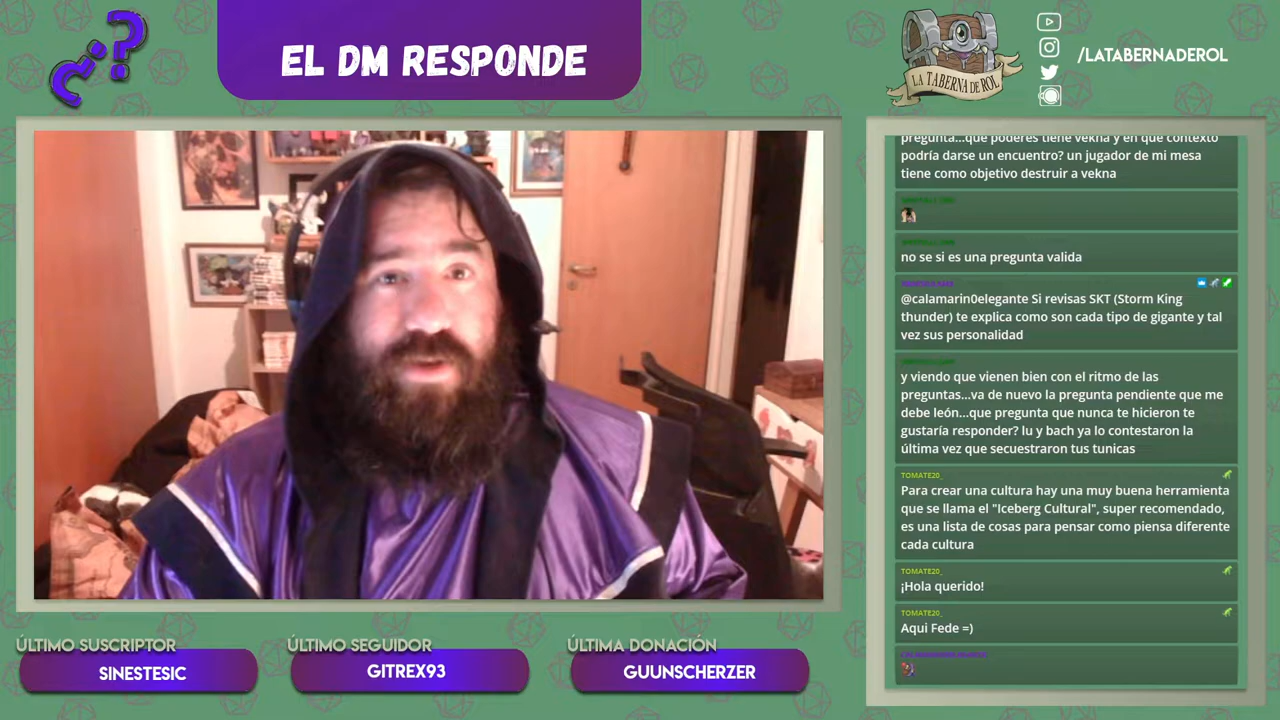 EL DM RESPONDE
LA TABERNA DE ROL
/LATABERNADEROL
pregunta...que poderes tiene vekna y en que contexto
podría darse un encuentro? un jugador de mi mesa
tiene como objetivo destruir a vekna
no se si es una pregunta valida
@calamarin0elegante Si revisas SKT (Storm King
thunder) te explica como son cada tipo de gigante y tal
vez sus personalidad
y viendo que vienen bien con el ritmo de las
preguntas...va de nuevo la pregunta pendiente que me
debe león...que pregunta que nunca te hicieron te
gustaría responder? lu y bach ya lo contestaron la
última vez que secuestraron tus tunicas
TOMATE20_
Para crear una cultura hay una muy buena herramienta
que se llama el "Iceberg Cultural", super recomendado,
es una lista de cosas para pensar como piensa diferente
cada cultura
TOMATE20_
¡Hola querido!
TOMATE20_
Aqui Fede =)
ÚLTIMO SUSCRIPTOR
SINESTESIC
ÚLTIMO SEGUIDOR
GITREX93
ÚLTIMA DONACIÓN
GUUNSCHERZER